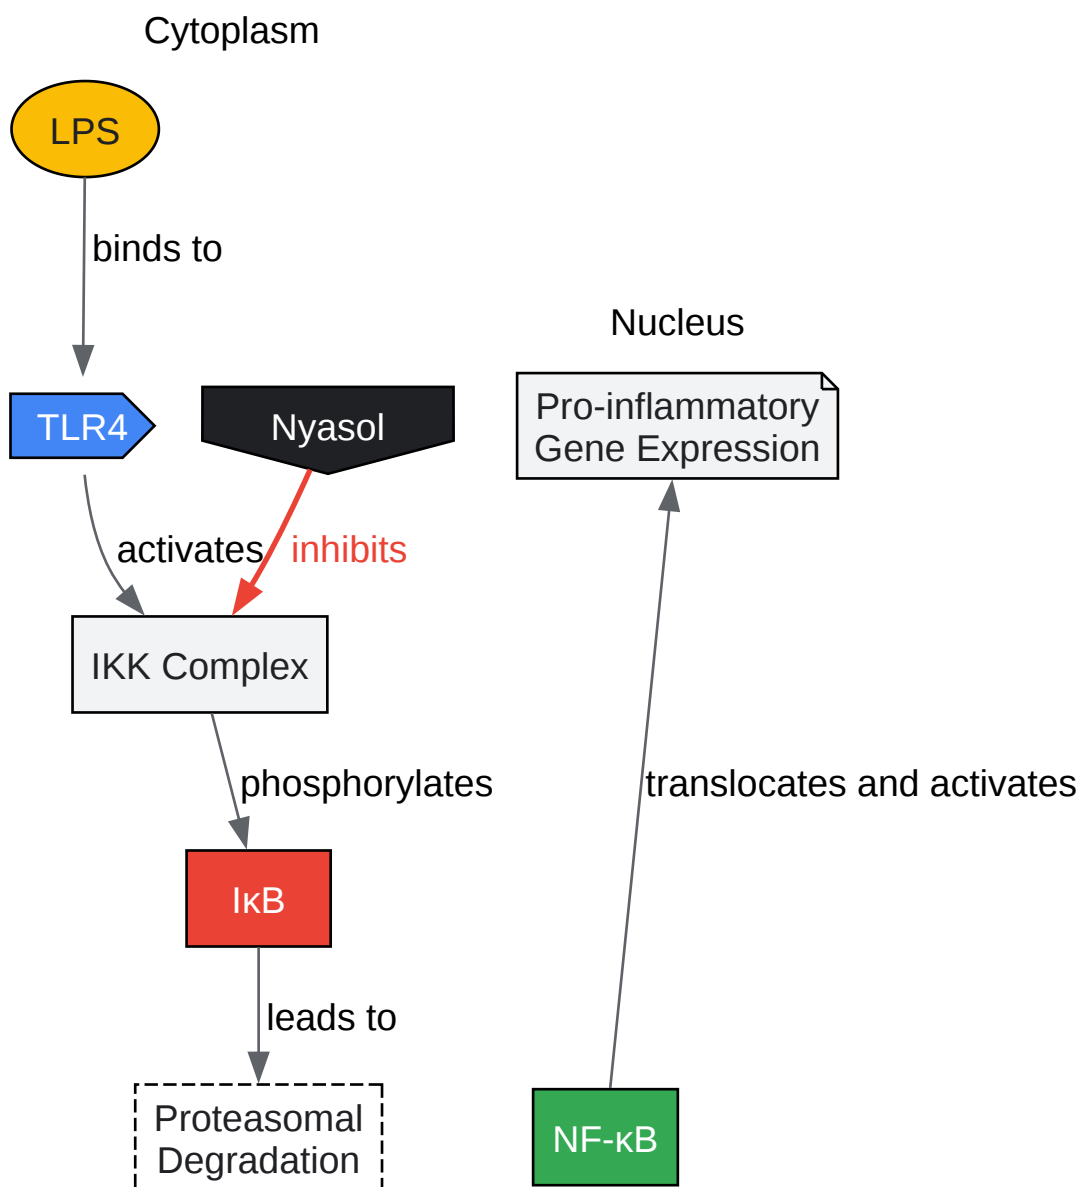 Cytoplasm
LPS
binds to
Nucleus
Pro-inflammatory
Gene Expression
TLR4
Nyasol
activates
inhibits
IKK Complex
phosphorylates
translocates and activates
IκB
leads to
Proteasomal
Degradation
NF-κB